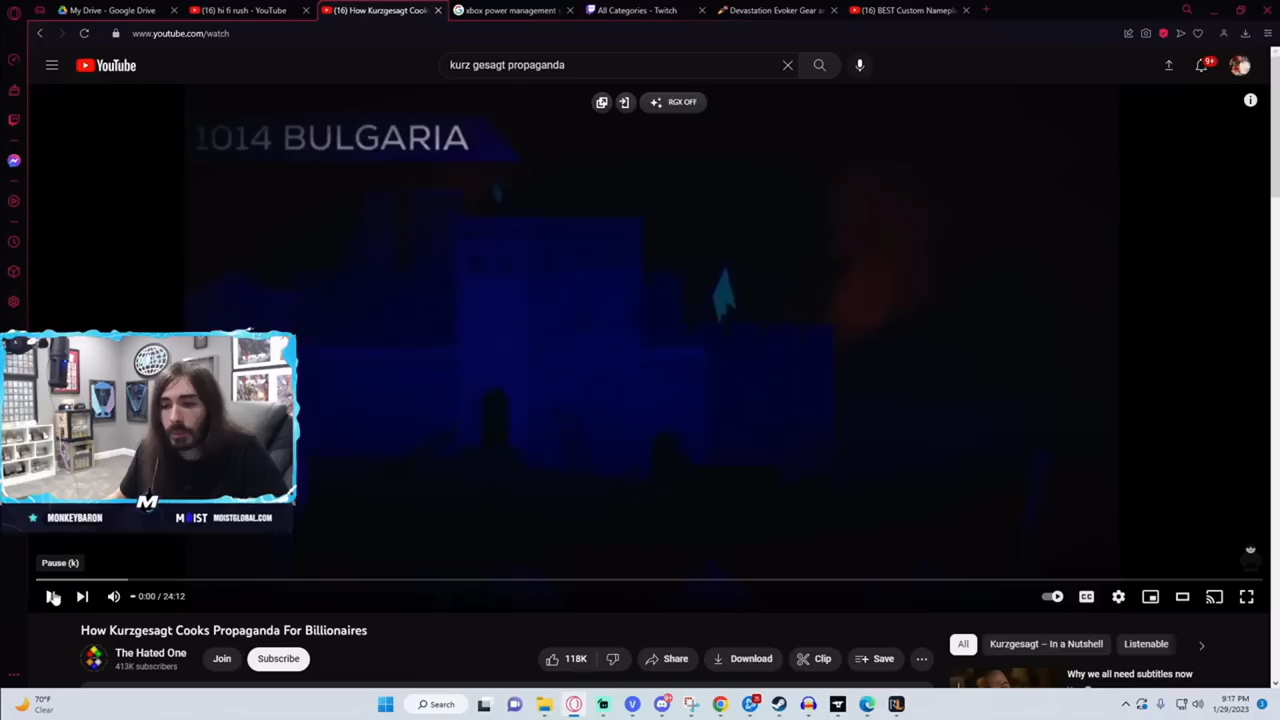 My Drive - Google Drive
(16) hi fi rush - YouTube
(16) How Kurzgesagt Cook
xbox power management s
All Categories - Twitch
Devastation Evoker Gear an
(16) BEST Custom Namepl
www.youtube.com/watch
YouTube
kurz gesagt propaganda
9+
RGX OFF
1014 BULGARIA
M
MONKEYBARON
MOIST
MOISTGLOBAL.COM
Pause (k)
0:00 / 24:12
How Kurzgesagt Cooks Propaganda For Billionaires
The Hated One
413K subscribers
Join
Subscribe
118K
Share
Download
Clip
Save
All
Kurzgesagt – In a Nutshell
Listenable
Why we all need subtitles now
70°F
Clear
Search
9:17 PM
1/29/2023